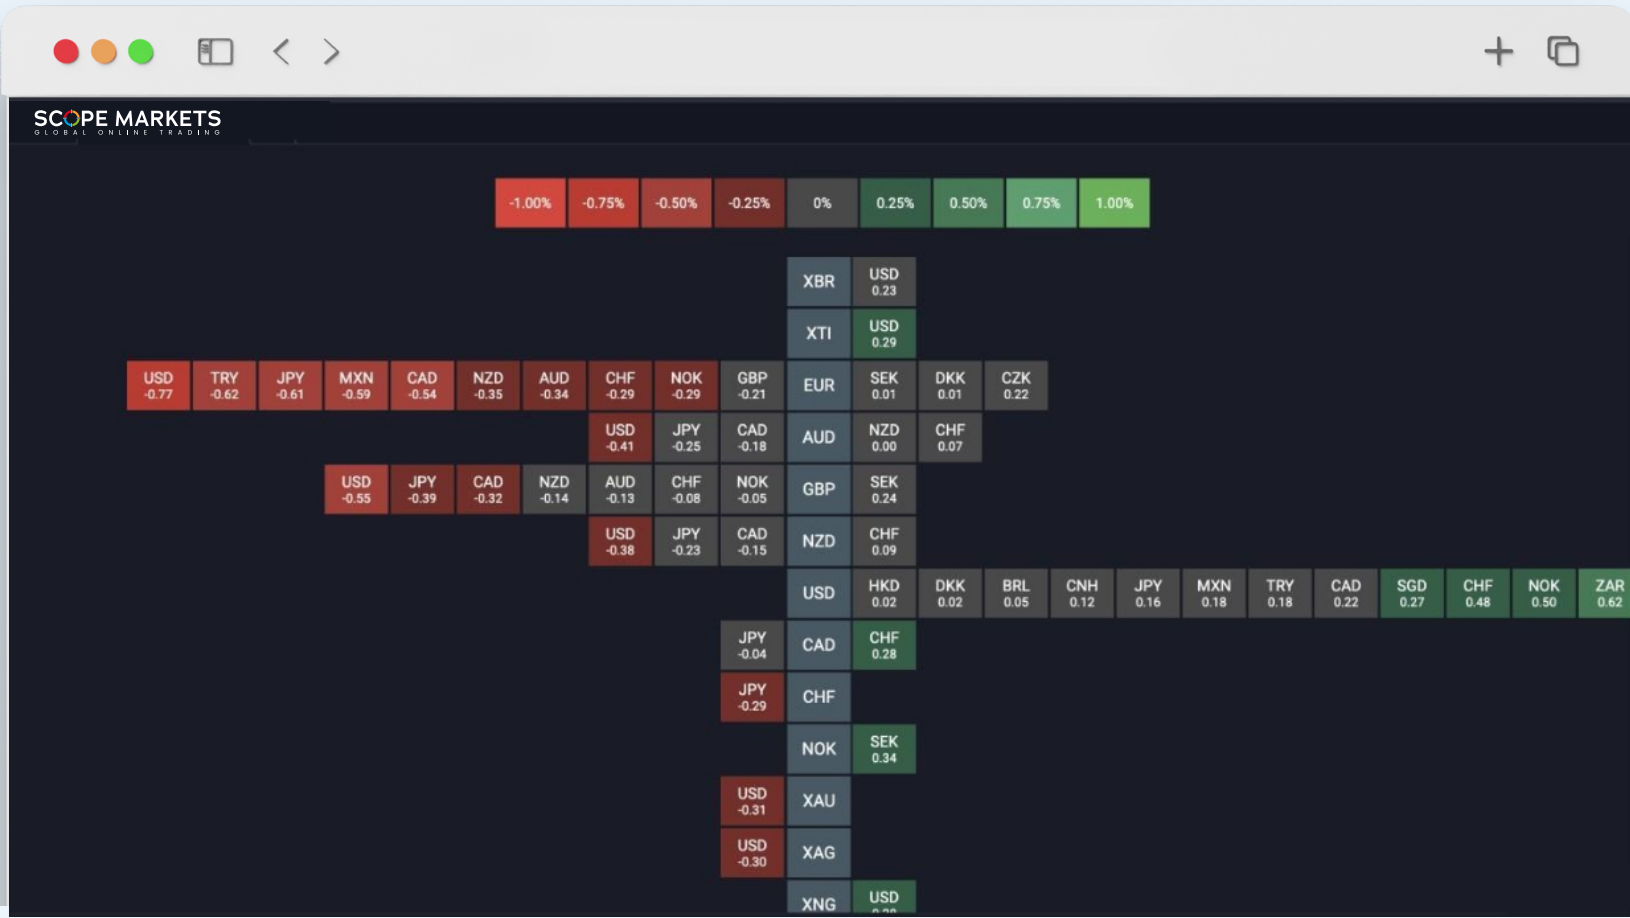 SCOPE MARKETS
GLOBAL ONLINE TRADING
-1.00% -0.75% -0.50% -0.25% 0% 0.25% 0.50% 0.75% 1.00%
XBR USD
0.23
XTI USD
0.29
USD TRY JPY MXN CAD NZD AUD CHF NOK GBP EUR SEK DKK CZK
-0.77 -0.62 -0.61 -0.59 -0.54 -0.35 -0.34 -0.29 -0.29 -0.21 0.01 0.01 0.22
USD JPY CAD AUD NZD CHF
-0.41 -0.25 -0.18 0.00 0.07
USD JPY CAD NZD AUD CHF NOK GBP SEK
-0.55 -0.39 -0.32 -0.14 -0.13 -0.08 -0.05 0.24
USD JPY CAD NZD CHF
-0.38 -0.23 -0.15 0.09
USD HKD DKK BRL CNH JPY MXN TRY CAD SGD CHF NOK ZAR
0.02 0.02 0.05 0.12 0.16 0.18 0.18 0.22 0.27 0.48 0.50 0.62
JPY CAD CHF
-0.04 0.28
JPY CHF
-0.29
NOK SEK
0.34
USD XAU
-0.31
USD XAG
-0.30
XNG USD